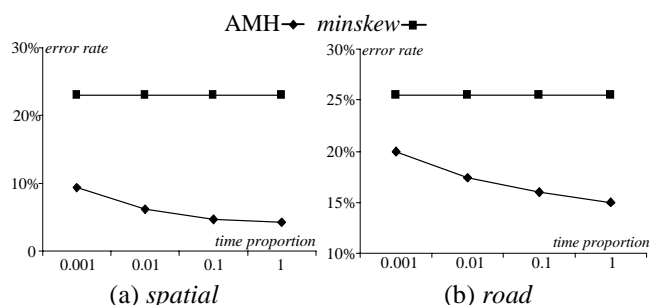 AMH minskew
30% error rate
20%
10%
0
time proportion
0.001 0.01 0.1 1
(a) spatial
30% error rate
25%
20%
15%
10%
time proportion
0.001 0.01 0.1 1
(b) road